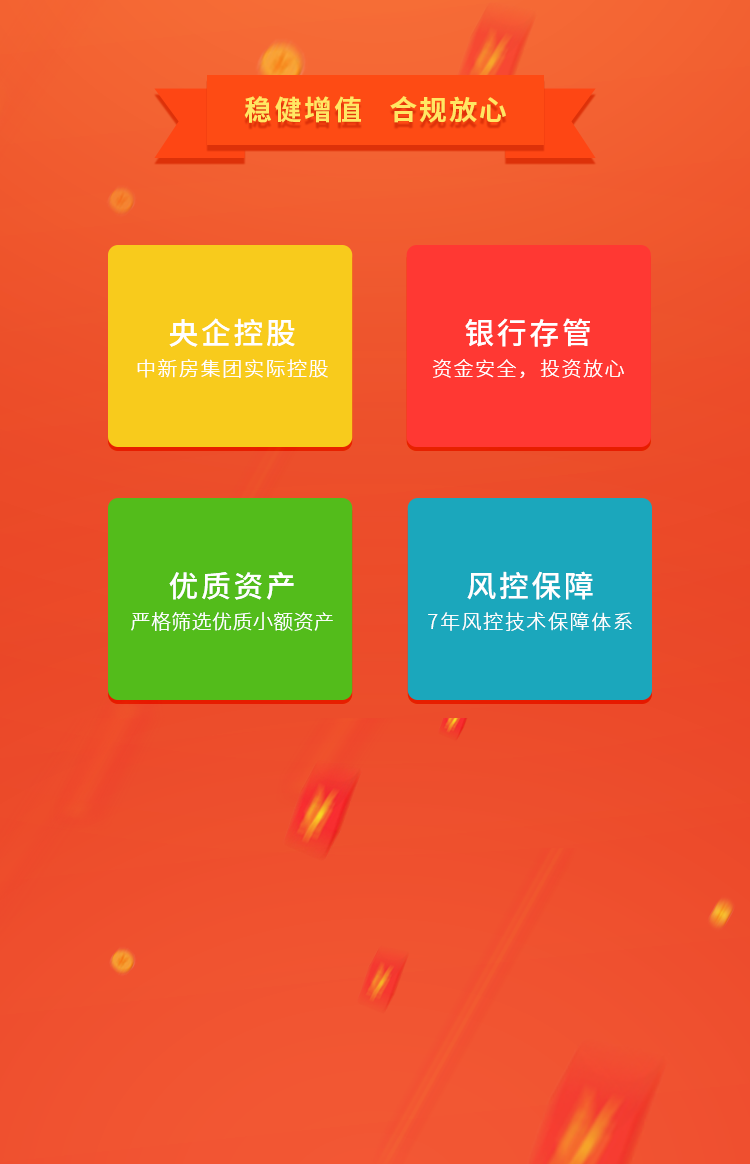 稳健增值 合规放心
央企控股
中新房集团实际控股
银行存管
资金安全，投资放心
优质资产
严格筛选优质小额资产
风控保障
7年风控技术保障体系